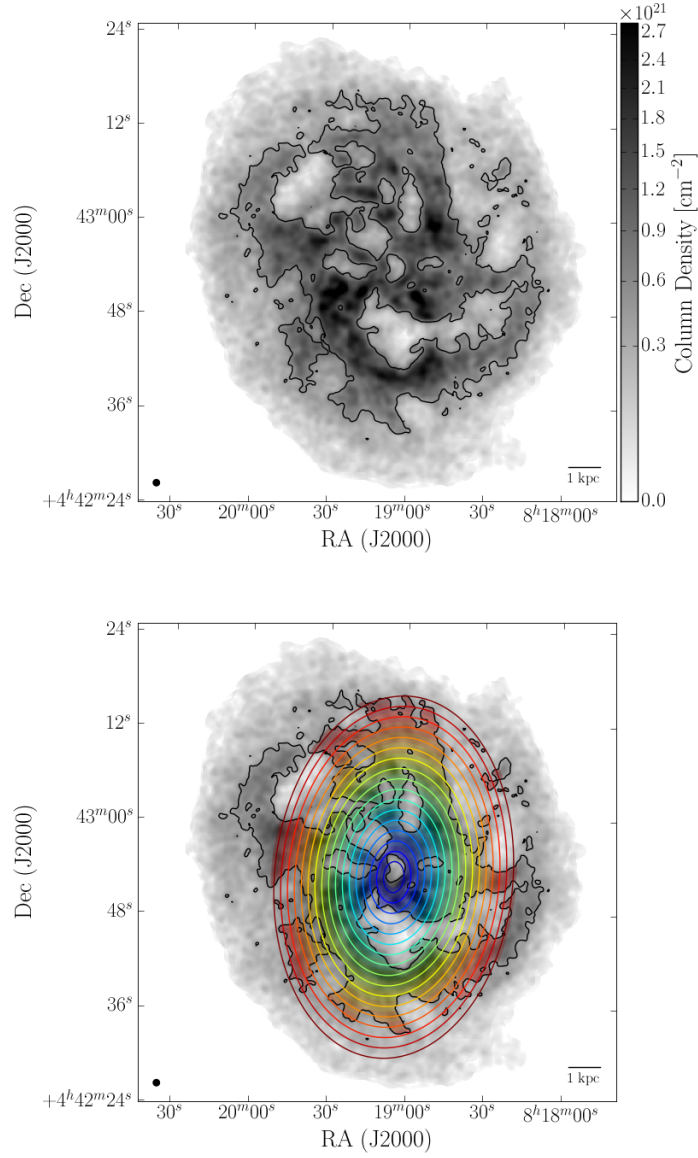 ×10²¹
24ˢ
2.7
2.4
12ˢ
2.1
1.8
1.5
43ᵐ00ˢ
1.2
0.9
Dec (J2000)
Column Density [cm⁻²]
48ˢ
0.6
0.3
36ˢ
1 kpc
+4ʰ42ᵐ24ˢ
0.0
30ˢ 20ᵐ00ˢ 30ˢ 19ᵐ00ˢ 30ˢ 8ʰ18ᵐ00ˢ
RA (J2000)
24ˢ
12ˢ
43ᵐ00ˢ
Dec (J2000)
48ˢ
36ˢ
1 kpc
+4ʰ42ᵐ24ˢ
30ˢ 20ᵐ00ˢ 30ˢ 19ᵐ00ˢ 30ˢ 8ʰ18ᵐ00ˢ
RA (J2000)